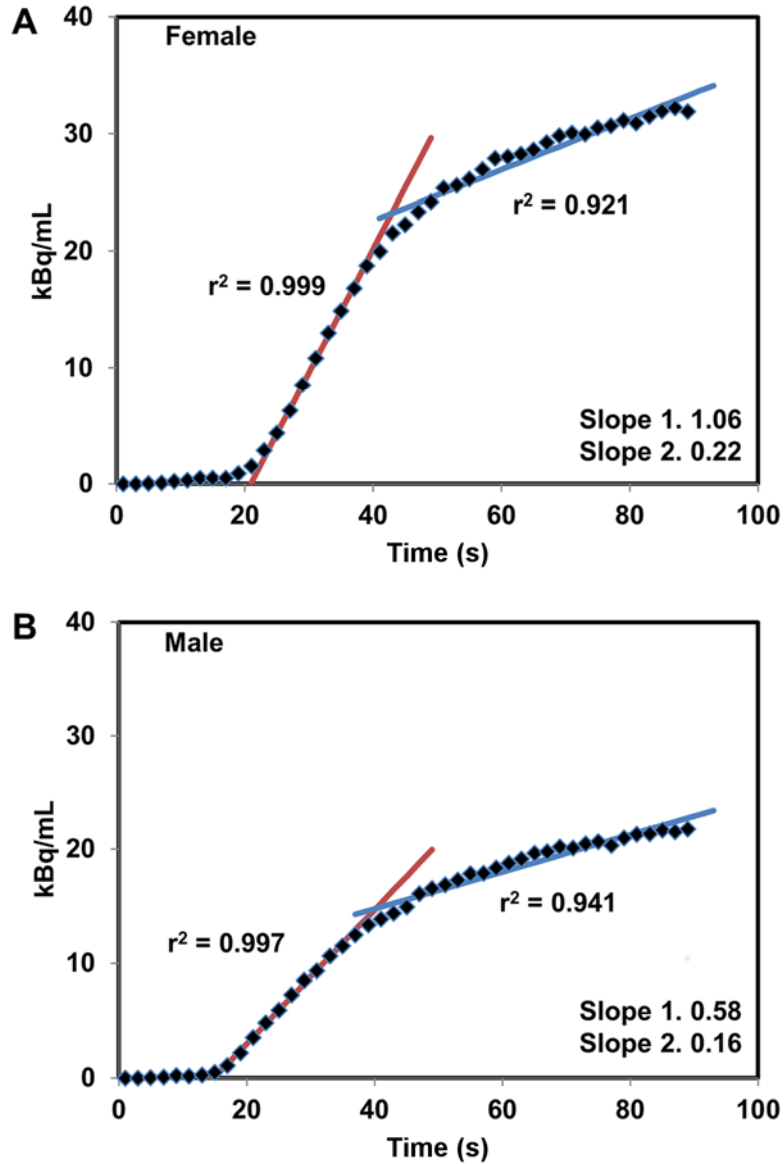 A
Female
40
30
20
10
0
kBq/mL
r² = 0.999
r² = 0.921
Slope 1. 1.06
Slope 2. 0.22
0 20 40 60 80 100
Time (s)
B
Male
40
30
20
10
0
kBq/mL
r² = 0.997
r² = 0.941
Slope 1. 0.58
Slope 2. 0.16
0 20 40 60 80 100
Time (s)